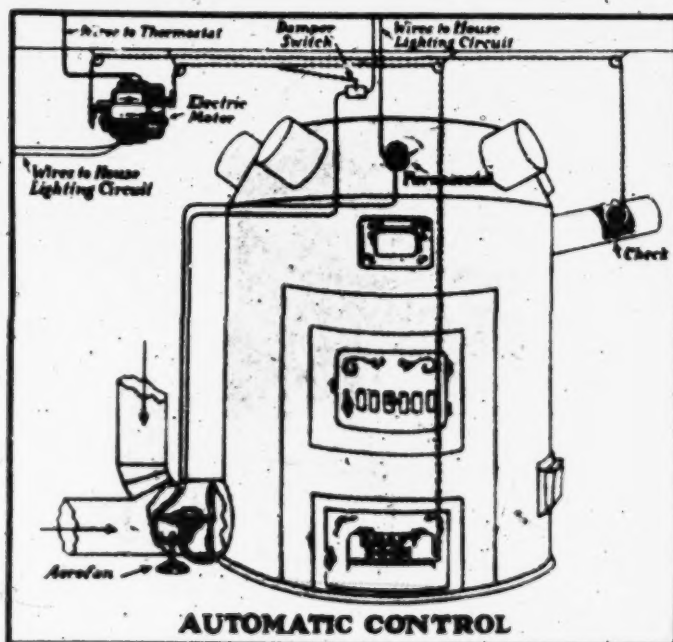 Wires to Thermostat
Damper
Switch
Wires to House
Lighting Circuit
Electric
Motor
Wires to House
Lighting Circuit
Furnacestat
Check
Aerofan
AUTOMATIC CONTROL